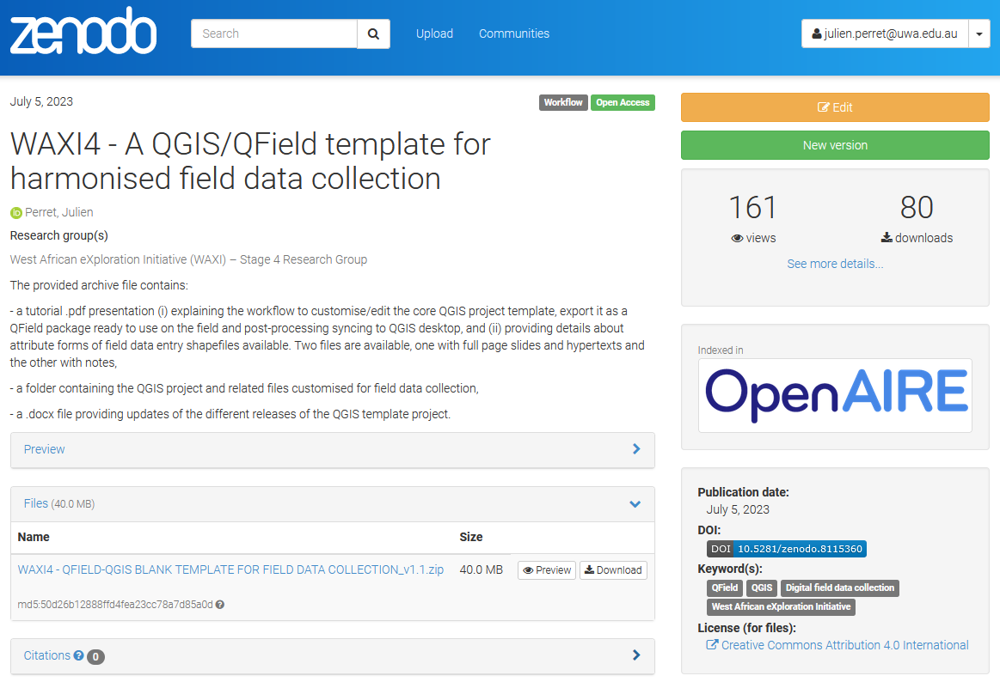 zenodo
Search
Upload
Communities
julien.perret@uwa.edu.au
July 5, 2023
Workflow
Open Access
WAXI4 - A QGIS/QField template for
harmonised field data collection
iD Perret, Julien
Research group(s)
West African eXploration Initiative (WAXI) – Stage 4 Research Group
The provided archive file contains:
- a tutorial .pdf presentation (i) explaining the workflow to customise/edit the core QGIS project template, export it as a
QField package ready to use on the field and post-processing syncing to QGIS desktop, and (ii) providing details about
attribute forms of field data entry shapefiles available. Two files are available, one with full page slides and hypertexts and
the other with notes,
- a folder containing the QGIS project and related files customised for field data collection,
- a .docx file providing updates of the different releases of the QGIS template project.
Preview
Files (40.0 MB)
Name
Size
WAXI4 - QFIELD-QGIS BLANK TEMPLATE FOR FIELD DATA COLLECTION_v1.1.zip
40.0 MB
Preview
Download
md5:50d26b12888ffd4fea23cc78a7d85a0d ?
Citations ? 0
Edit
New version
161
80
views
downloads
See more details...
Indexed in
OpenAIRE
Publication date:
July 5, 2023
DOI:
DOI 10.5281/zenodo.8115360
Keyword(s):
QField
QGIS
Digital field data collection
West African eXploration Initiative
License (for files):
Creative Commons Attribution 4.0 International